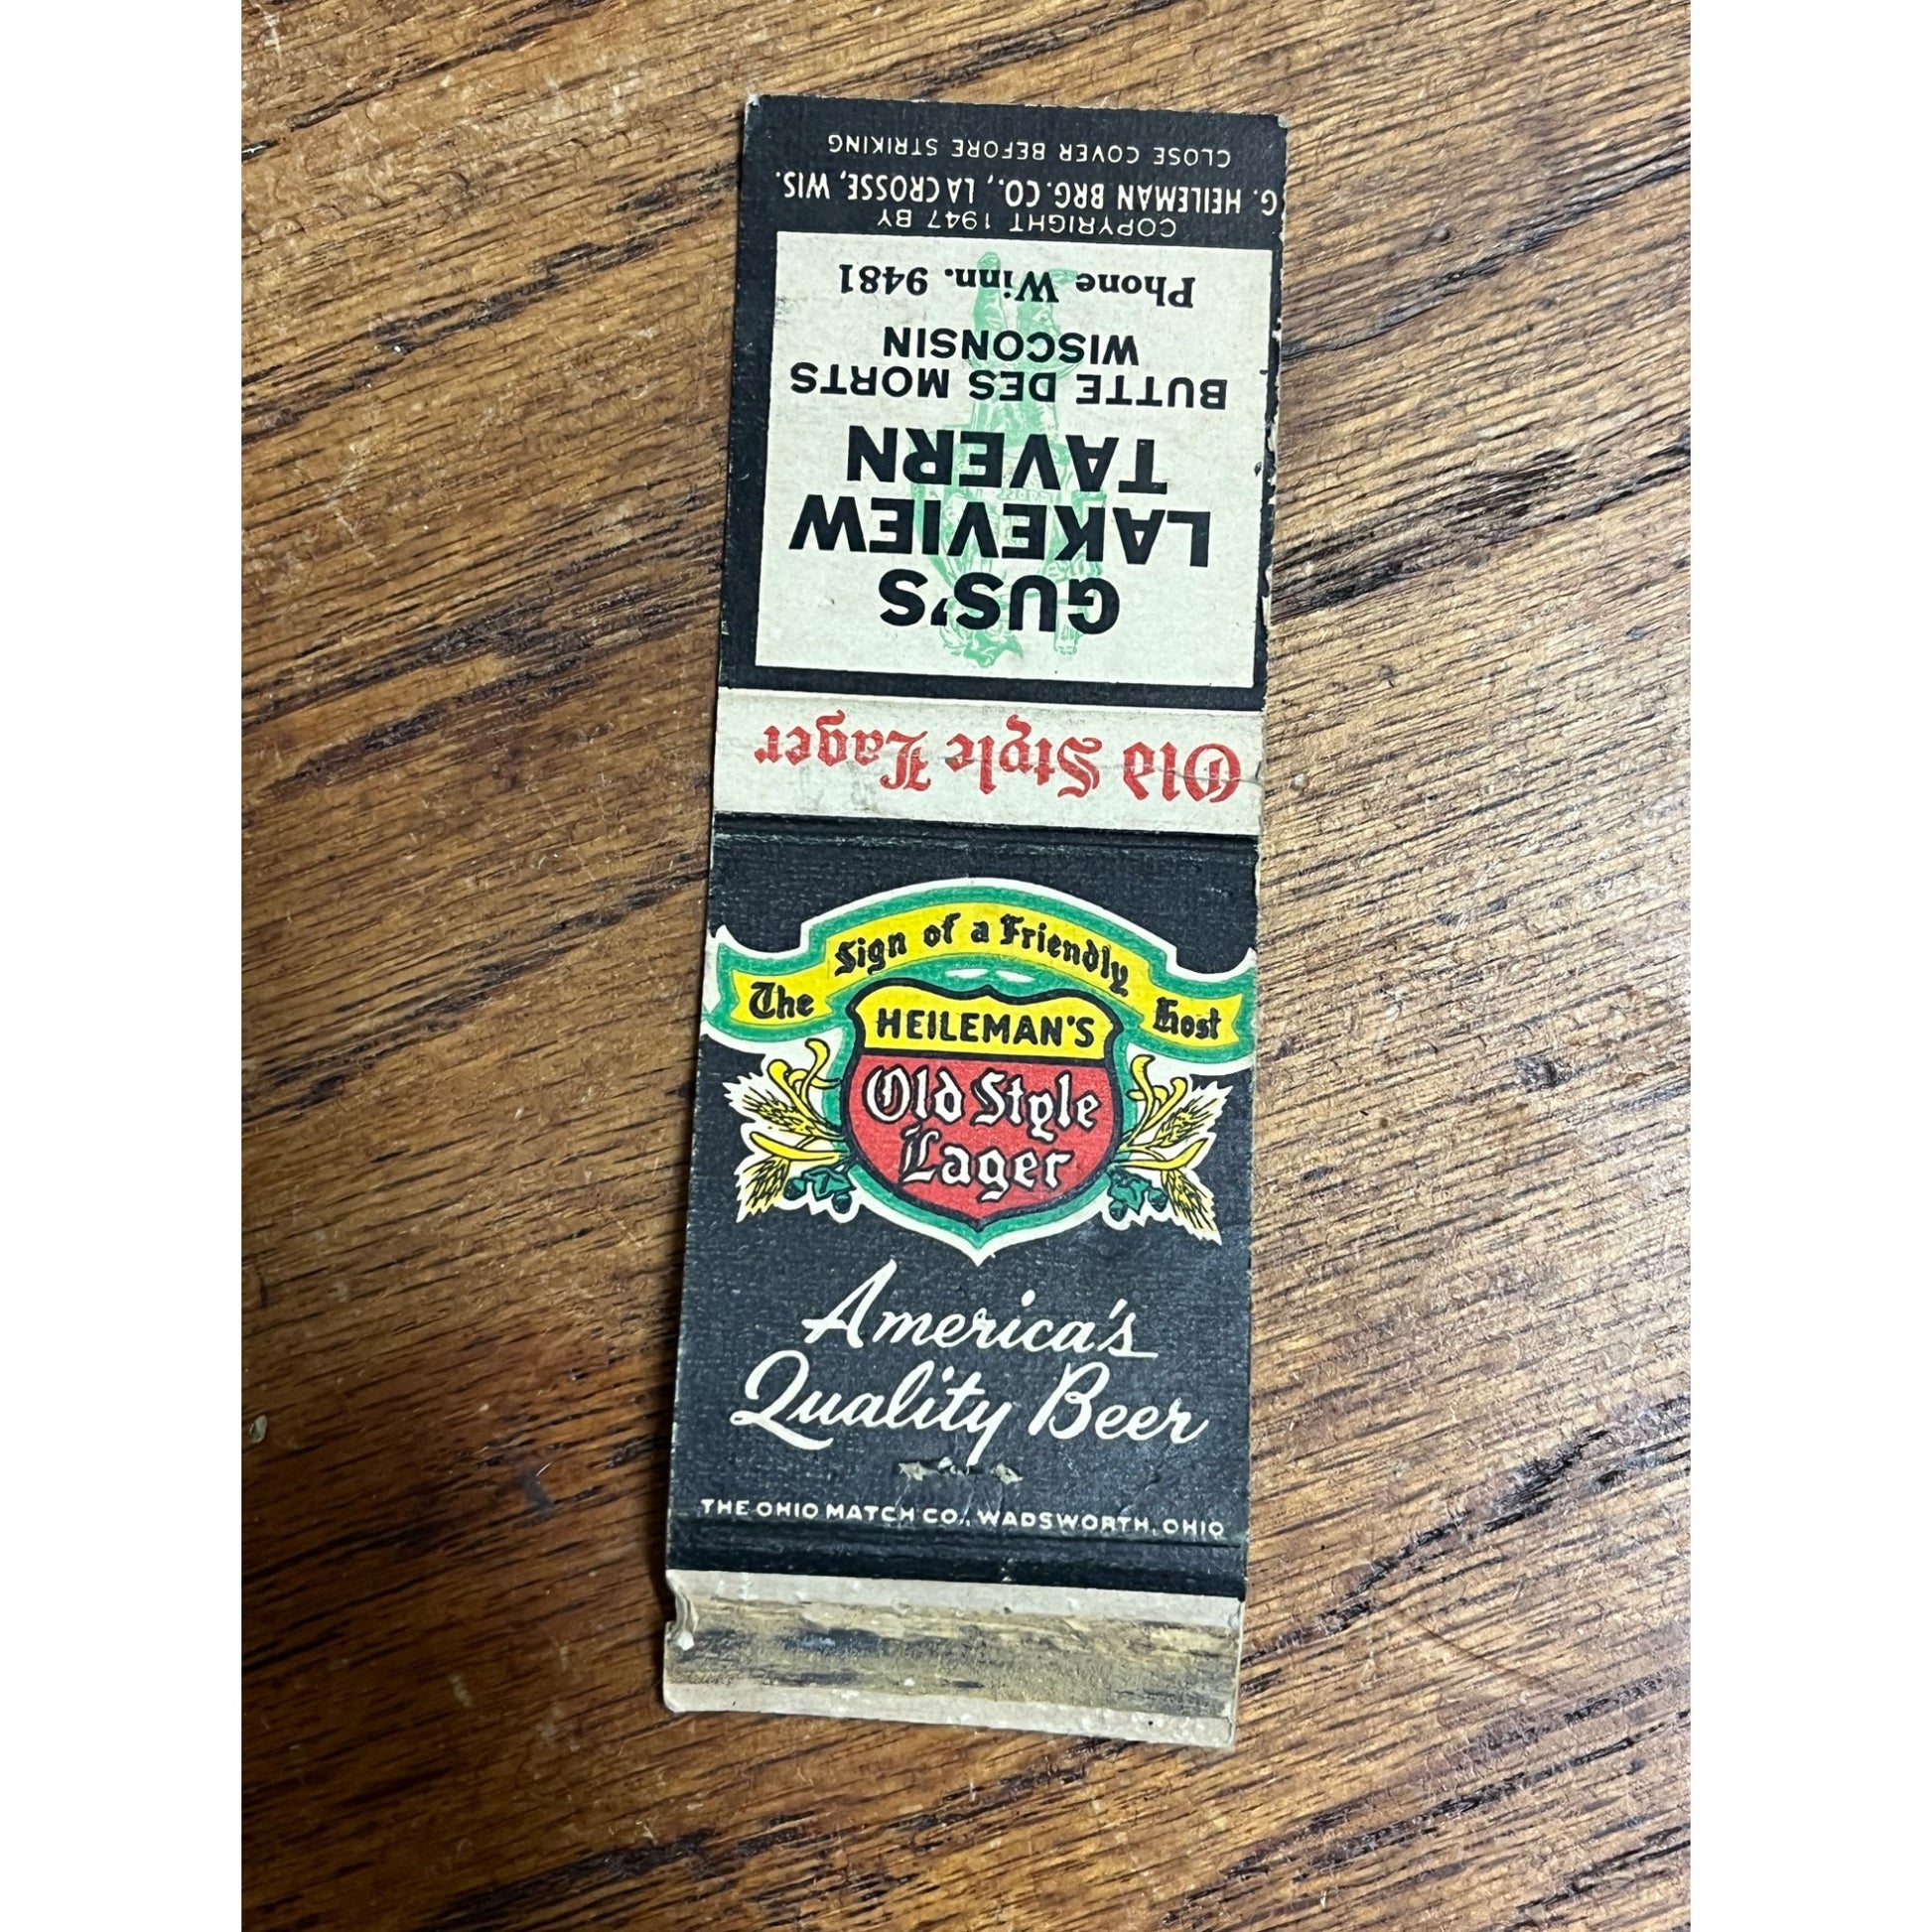 CLOSE COVER BEFORE STRIKING
G. HEILEMAN BRG. CO., LA CROSSE, WIS.
COPYRIGHT 1947 BY
Phone Winn. 9481
WISCONSIN
BUTTE DES MORTS
TAVERN
LAKEVIEW
GUS'S
Old Style Lager
The Sign of a Friendly Host
HEILEMAN'S
Old Style
Lager
America's
Quality Beer
THE OHIO MATCH CO., WADSWORTH, OHIO